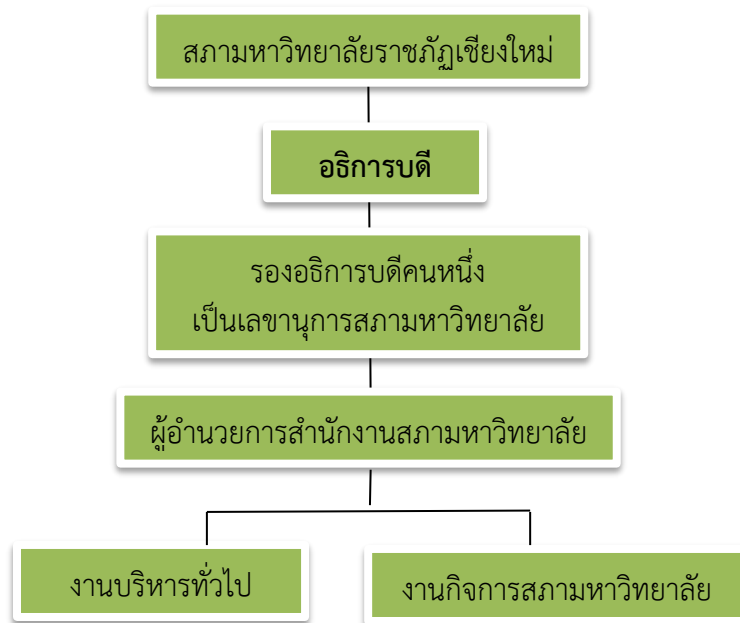 สภามหาวิทยาลัยราชภัฏเชียงใหม่
อธิการบดี
รองอธิการบดีคนหนึ่ง
เป็นเลขานุการสภามหาวิทยาลัย
ผู้อำนวยการสำนักงานสภามหาวิทยาลัย
งานบริหารทั่วไป
งานกิจการสภามหาวิทยาลัย